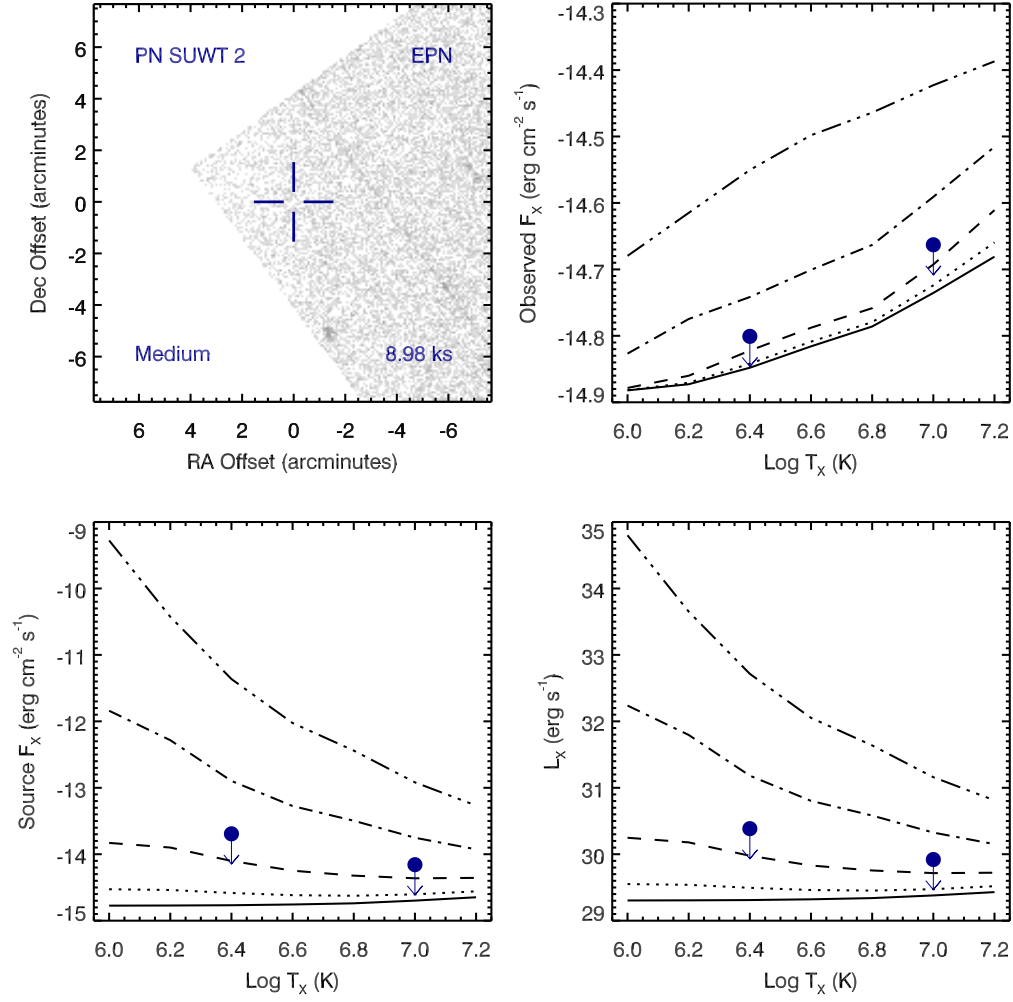 PN SUWT 2 EPN
Medium 8.98 ks
6
4
2
0
-2
-4
-6
Dec Offset (arcminutes)
6 4 2 0 -2 -4 -6
RA Offset (arcminutes)
-14.3
-14.4
-14.5
-14.6
-14.7
-14.8
-14.9
Observed F_X (erg cm^-2 s^-1)
6.0 6.2 6.4 6.6 6.8 7.0 7.2
Log T_X (K)
-9
-10
-11
-12
-13
-14
-15
Source F_X (erg cm^-2 s^-1)
6.0 6.2 6.4 6.6 6.8 7.0 7.2
Log T_X (K)
35
34
33
32
31
30
29
L_X (erg s^-1)
6.0 6.2 6.4 6.6 6.8 7.0 7.2
Log T_X (K)